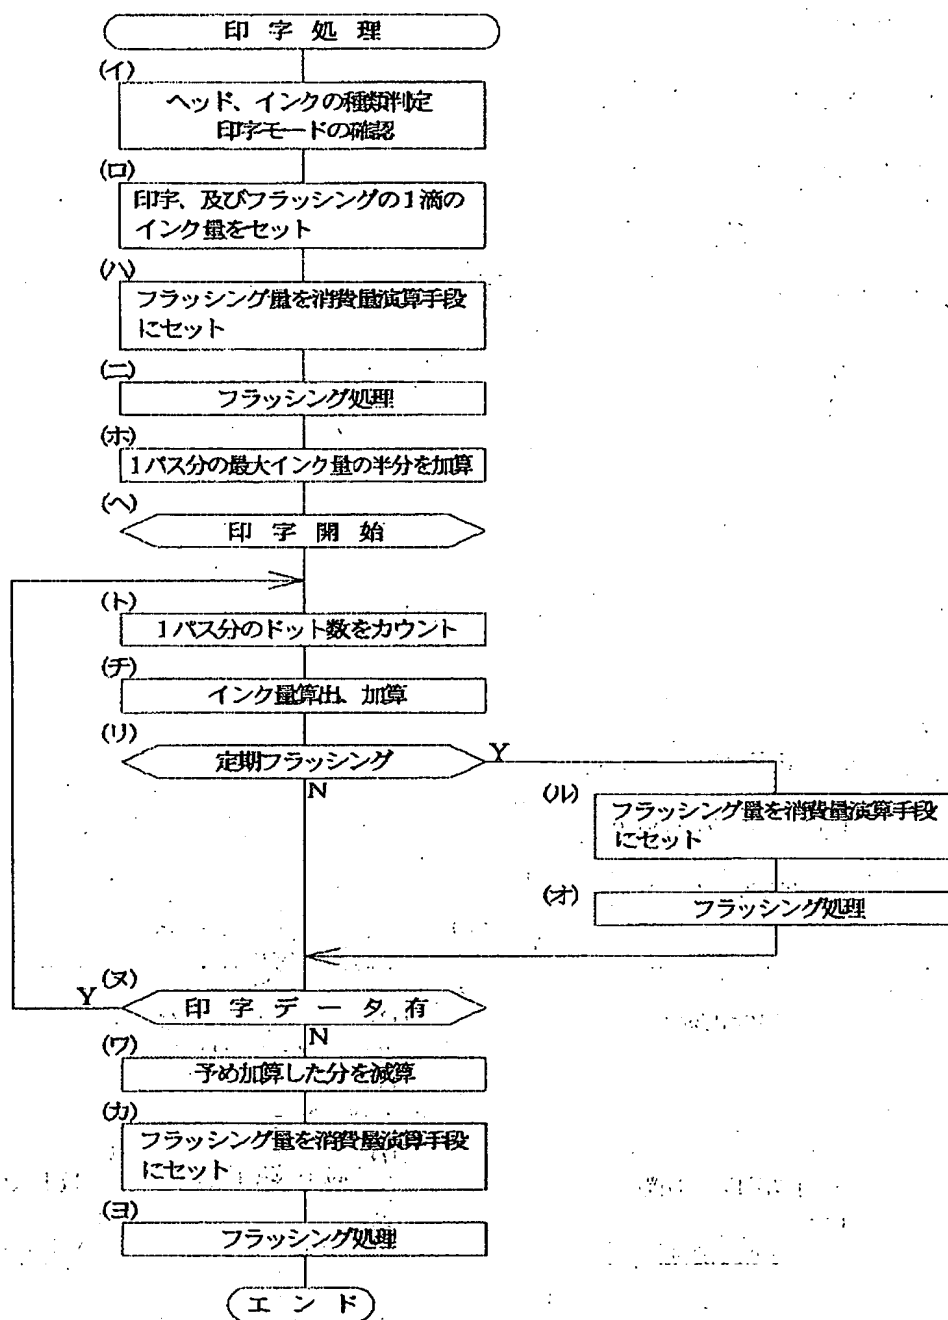 印字処理
(イ)
ヘッド、インクの種類判定
印字モードの確認
(ロ)
印字、及びフラッシングの1滴の
インク量をセット
(ハ)
フラッシング量を消費量演算手段
にセット
(ニ)
フラッシング処理
(ホ)
1パス分の最大インク量の半分を加算
(ヘ)
印字開始
(ト)
1パス分のドット数をカウント
(チ)
インク量算出、加算
(リ)
定期フラッシング
Y
N
(ル)
フラッシング量を消費量演算手段
にセット
(オ)
フラッシング処理
(ヌ)
Y
印字データ有
N
(ワ)
予め加算した分を減算
(カ)
フラッシング量を消費量演算手段
にセット
(ヨ)
フラッシング処理
エンド